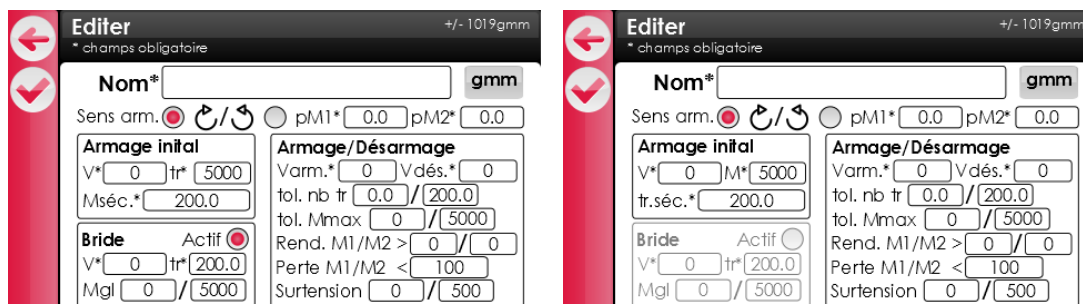 Editer +/- 1019gmm
* champs obligatoire
Nom* gmm
Sens arm. / pM1* 0.0 pM2* 0.0
Armage inital
V* 0 tr* 5000
Mséc.* 200.0
Bride Actif
V* 0 tr* 200.0
Mgl 0 / 5000
Armage/Désarmage
Varm.* 0 Vdés.* 0
tol. nb tr 0.0 / 200.0
tol. Mmax 0 / 5000
Rend. M1/M2 > 0 / 0
Perte M1/M2 < 100
Surtension 0 / 500
Editer +/- 1019gmm
* champs obligatoire
Nom* gmm
Sens arm. / pM1* 0.0 pM2* 0.0
Armage inital
V* 0 M* 5000
tr.séc.* 200.0
Bride Actif
V* 0 tr* 200.0
Mgl 0 / 5000
Armage/Désarmage
Varm.* 0 Vdés.* 0
tol. nb tr 0.0 / 200.0
tol. Mmax 0 / 5000
Rend. M1/M2 > 0 / 0
Perte M1/M2 < 100
Surtension 0 / 500